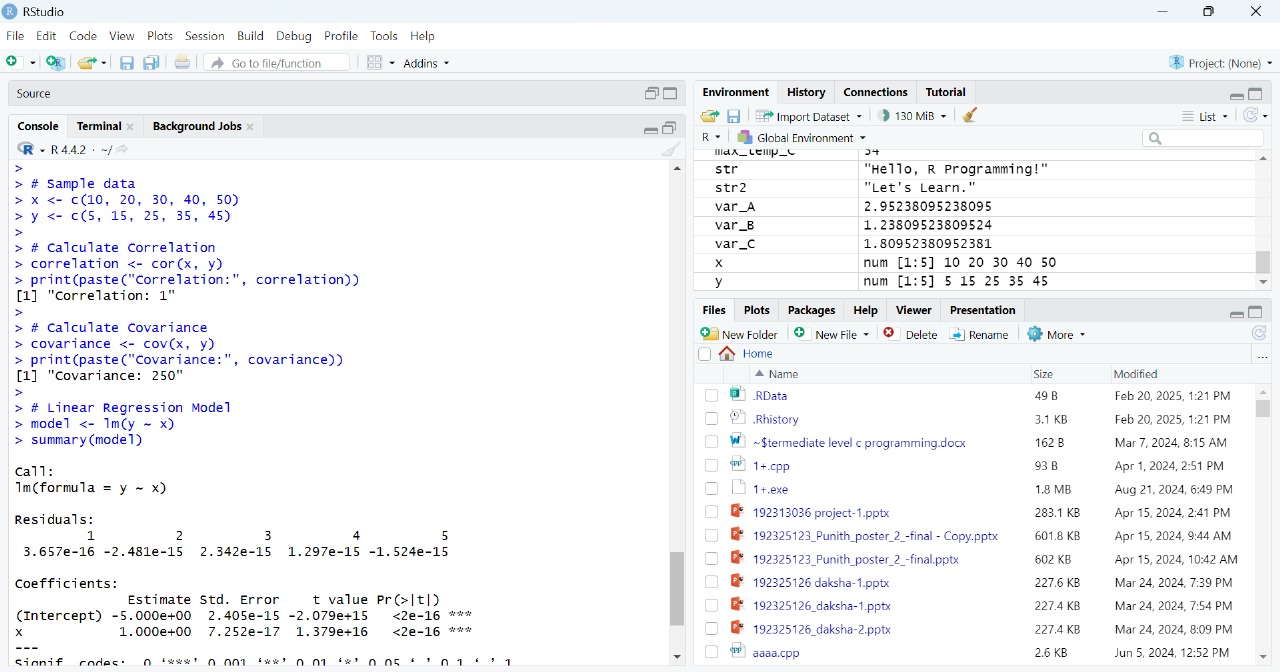 RStudio
File Edit Code View Plots Session Build Debug Profile Tools Help
Go to file/function Addins Project: (None)
Source
Console Terminal Background Jobs
R 4.4.2 · ~/
>
> # Sample data
> x <- c(10, 20, 30, 40, 50)
> y <- c(5, 15, 25, 35, 45)
>
> # Calculate Correlation
> correlation <- cor(x, y)
> print(paste("Correlation:", correlation))
[1] "Correlation: 1"
>
> # Calculate Covariance
> covariance <- cov(x, y)
> print(paste("Covariance:", covariance))
[1] "Covariance: 250"
>
> # Linear Regression Model
> model <- lm(y ~ x)
> summary(model)
Call:
lm(formula = y ~ x)
Residuals:
1 2 3 4 5
3.657e-16 -2.481e-15 2.342e-15 1.297e-15 -1.524e-15
Coefficients:
Estimate Std. Error t value Pr(>|t|)
(Intercept) -5.000e+00 2.405e-15 -2.079e+15 <2e-16 ***
x 1.000e+00 7.252e-17 1.379e+16 <2e-16 ***
---
Signif. codes: 0 ‘***’ 0.001 ‘**’ 0.01 ‘*’ 0.05 ‘.’ 0.1 ‘ ’ 1
Environment History Connections Tutorial
Import Dataset 130 MiB List
R Global Environment
max_temp_C 34
str "Hello, R Programming!"
str2 "Let's Learn."
var_A 2.95238095238095
var_B 1.23809523809524
var_C 1.80952380952381
x num [1:5] 10 20 30 40 50
y num [1:5] 5 15 25 35 45
Files Plots Packages Help Viewer Presentation
New Folder New File Delete Rename More
Home ...
Name Size Modified
.RData 49 B Feb 20, 2025, 1:21 PM
.Rhistory 3.1 KB Feb 20, 2025, 1:21 PM
~$termediate level c programming.docx 162 B Mar 7, 2024, 8:15 AM
1+.cpp 93 B Apr 1, 2024, 2:51 PM
1+.exe 1.8 MB Aug 21, 2024, 6:49 PM
192313036 project-1.pptx 283.1 KB Apr 15, 2024, 2:41 PM
192325123_Punith_poster_2_-final - Copy.pptx 601.8 KB Apr 15, 2024, 9:44 AM
192325123_Punith_poster_2_-final.pptx 602 KB Apr 15, 2024, 10:42 AM
192325126 daksha-1.pptx 227.6 KB Mar 24, 2024, 7:39 PM
192325126_daksha-1.pptx 227.4 KB Mar 24, 2024, 7:54 PM
192325126_daksha-2.pptx 227.4 KB Mar 24, 2024, 8:09 PM
aaaa.cpp 2.6 KB Jun 5, 2024, 12:52 PM